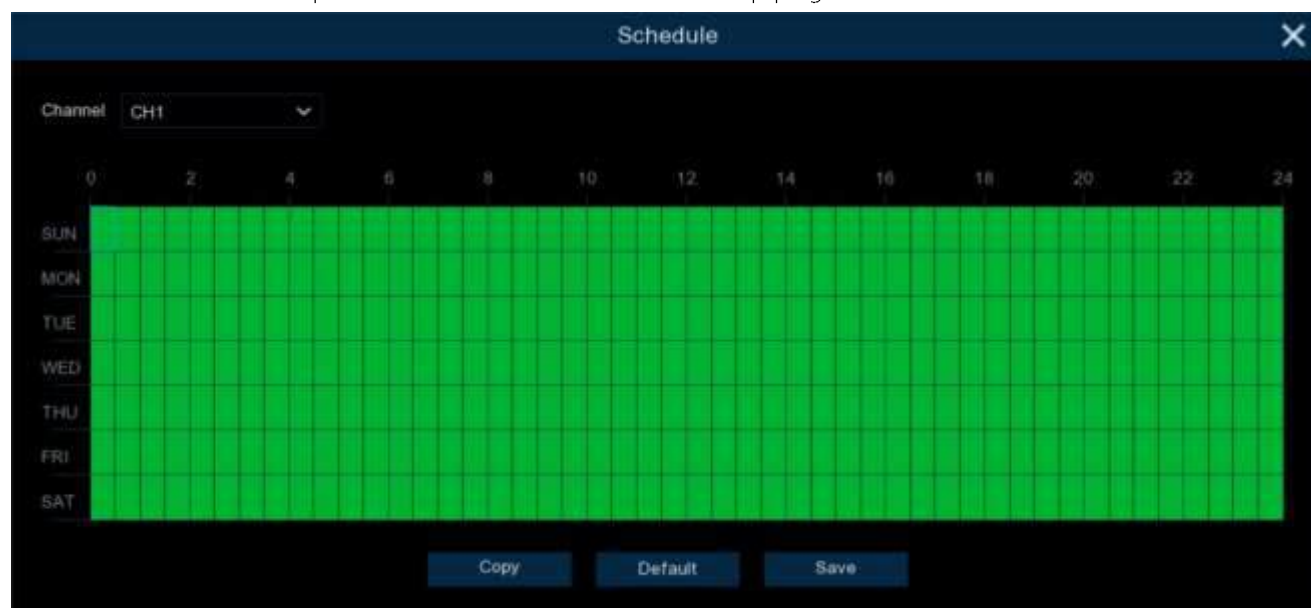 Schedule
Channel CH1
0 2 4 6 8 10 12 14 16 18 20 22 24
SUN
MON
TUE
WED
THU
FRI
SAT
Copy Default Save